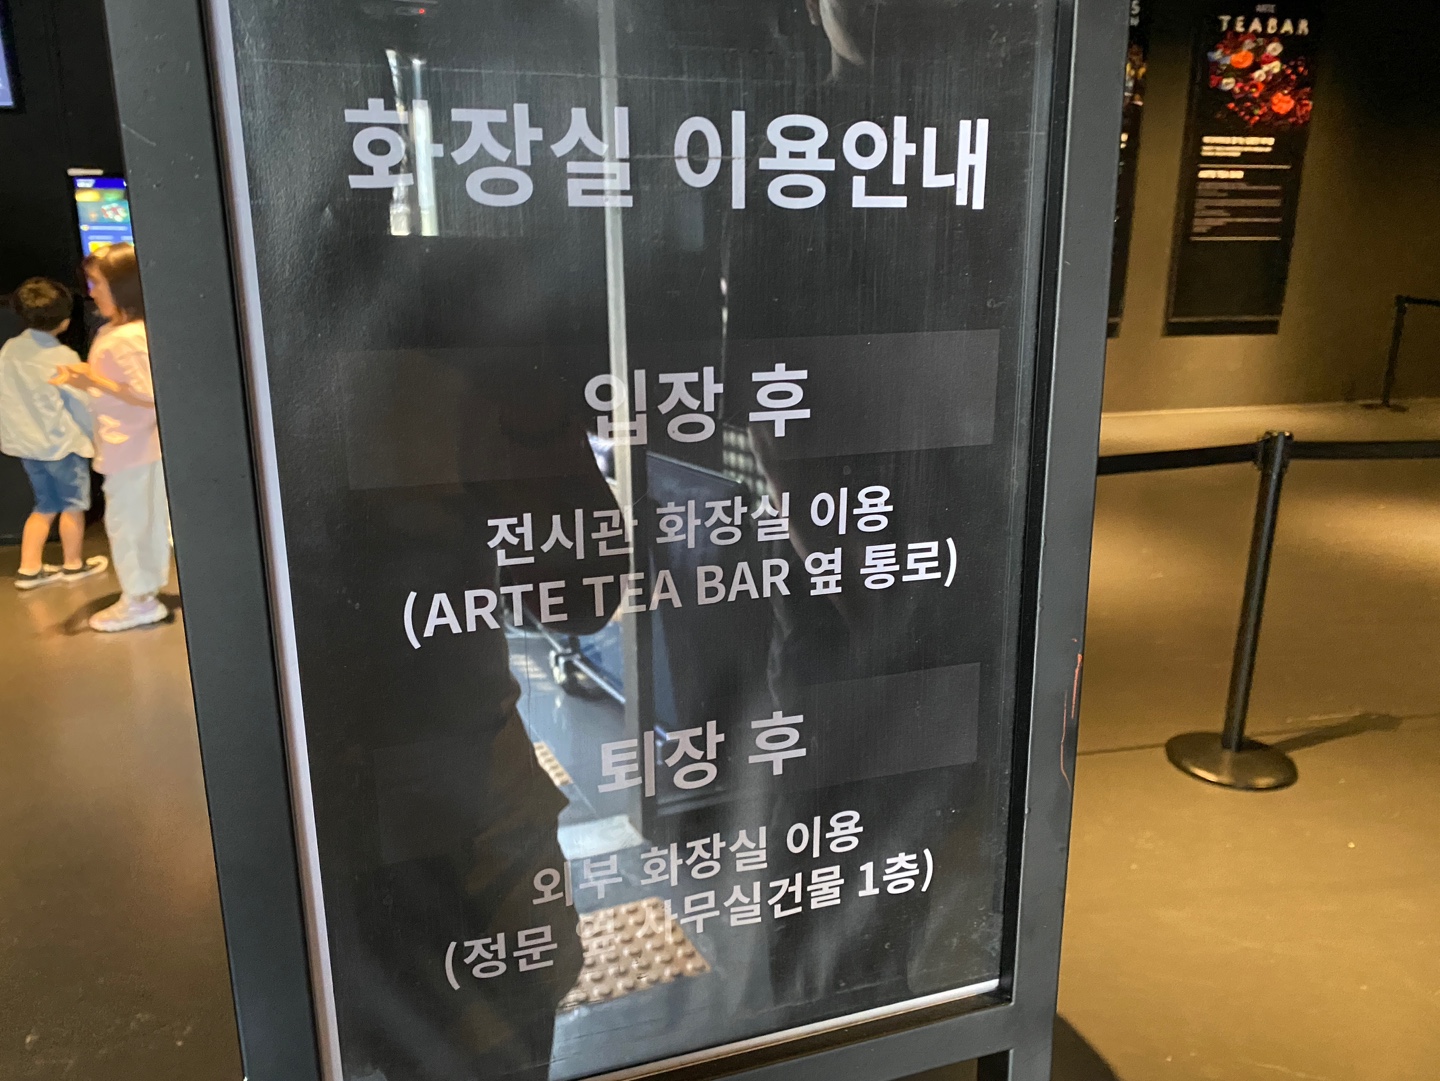 화장실 이용안내
입장 후
전시관 화장실 이용
(ARTE TEA BAR 옆 통로)
퇴장 후
외부 화장실 이용
(정문 옆 사무실건물 1층)
ARTE
TEABAR